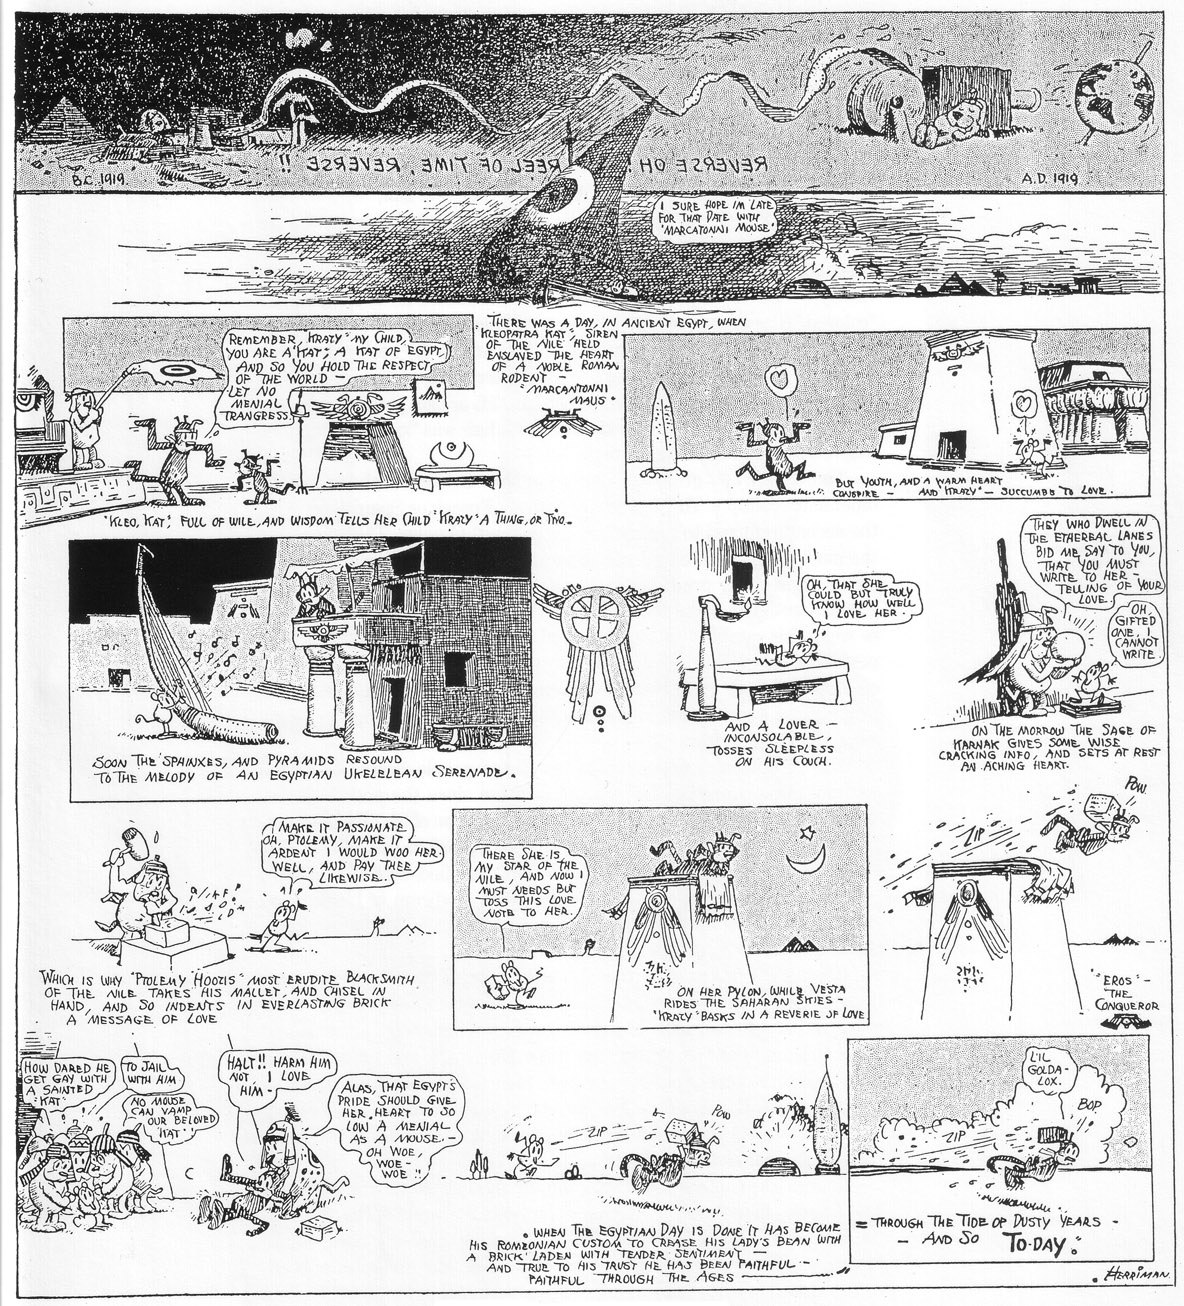 REVERSE OH! REEL OF TIME, REVERSE !!
B.C. 1919.
A.D. 1919
I SURE HOPE IM LATE
FOR THAT DATE WITH
"MARCATONNI MOUSE"
REMEMBER, "KRAZY" MY CHILD,
YOU ARE A "KAT", A KAT OF EGYPT,
AND SO YOU HOLD THE RESPECT
OF THE WORLD —
LET NO
MENIAL
TRANGRESS
"KLEO, KAT", FULL OF WILE, AND WISDOM TELLS HER CHILD "KRAZY" A THING, OR TWO.
THERE WAS A DAY, IN ANCIENT EGYPT, WHEN
"KLEOPATRA KAT", SIREN
OF THE NILE HELD
ENSLAVED THE HEART
OF A NOBLE ROMAN
RODENT —
"MARCANTONNI
MAUS"
BUT YOUTH, AND A WARM HEART
CONSPIRE — AND "KRAZY" — SUCCUMBS TO LOVE.
SOON THE SPHINXES, AND PYRAMIDS RESOUND
TO THE MELODY OF AN EGYPTIAN UKELELEAN SERENADE.
OH, THAT SHE
COULD BUT TRULY
KNOW HOW WELL
I LOVE HER.
AND A LOVER —
INCONSOLABLE,
TOSSES SLEEPLESS
ON HIS COUCH.
THEY WHO DWELL IN
THE ETHEREAL LANES
BID ME SAY TO YOU,
THAT YOU MUST
WRITE TO HER —
TELLING OF YOUR
LOVE.
OH,
GIFTED
ONE, I
CANNOT
WRITE.
ON THE MORROW THE SAGE OF
KARNAK GIVES SOME WISE
CRACKING INFO, AND SETS AT REST
AN ACHING HEART.
MAKE IT PASSIONATE
OH, PTOLEMY, MAKE IT
ARDENT I WOULD WOO HER
WELL, AND PAY THEE
LIKEWISE.
WHICH IS WHY "PTOLEMY HOOZIS" MOST ERUDITE BLACKSMITH
OF THE NILE TAKES HIS MALLET, AND CHISEL IN
HAND, AND SO INDENTS IN EVERLASTING BRICK
A MESSAGE OF LOVE
THERE SHE IS
MY STAR OF THE
NILE, AND NOW I
MUST NEEDS BUT
TOSS THIS LOVE
NOTE TO HER.
ON HER PYLON, WHILE VESTA
RIDES THE SAHARAN SKIES —
"KRAZY" BASKS IN A REVERIE OF LOVE
POW
ZIP
"EROS" —
THE
CONQUEROR
HOW DARED HE
GET GAY WITH
A SAINTED
"KAT"
TO JAIL
WITH HIM
NO MOUSE
CAN VAMP
OUR BELOVED
"KAT"!
HALT!! HARM HIM
NOT, I LOVE
HIM —
ALAS, THAT EGYPT'S
PRIDE SHOULD GIVE
HER HEART TO SO
LOW A MENIAL
AS A MOUSE. —
OH WOE
WOE —
WOE !!
ZIP
POW
. WHEN THE EGYPTIAN DAY IS DONE IT HAS BECOME
HIS ROMEONIAN CUSTOM TO CREASE HIS LADY'S BEAN WITH
A BRICK LADEN WITH TENDER SENTIMENT —
AND TRUE TO HIS TRUST HE HAS BEEN FAITHFUL —
FAITHFUL THROUGH THE AGES
L'IL
GOLDA-
LOX.
ZIP
BOP
= THROUGH THE TIDE OF DUSTY YEARS -
- AND SO TO-DAY.
. HERRIMAN.